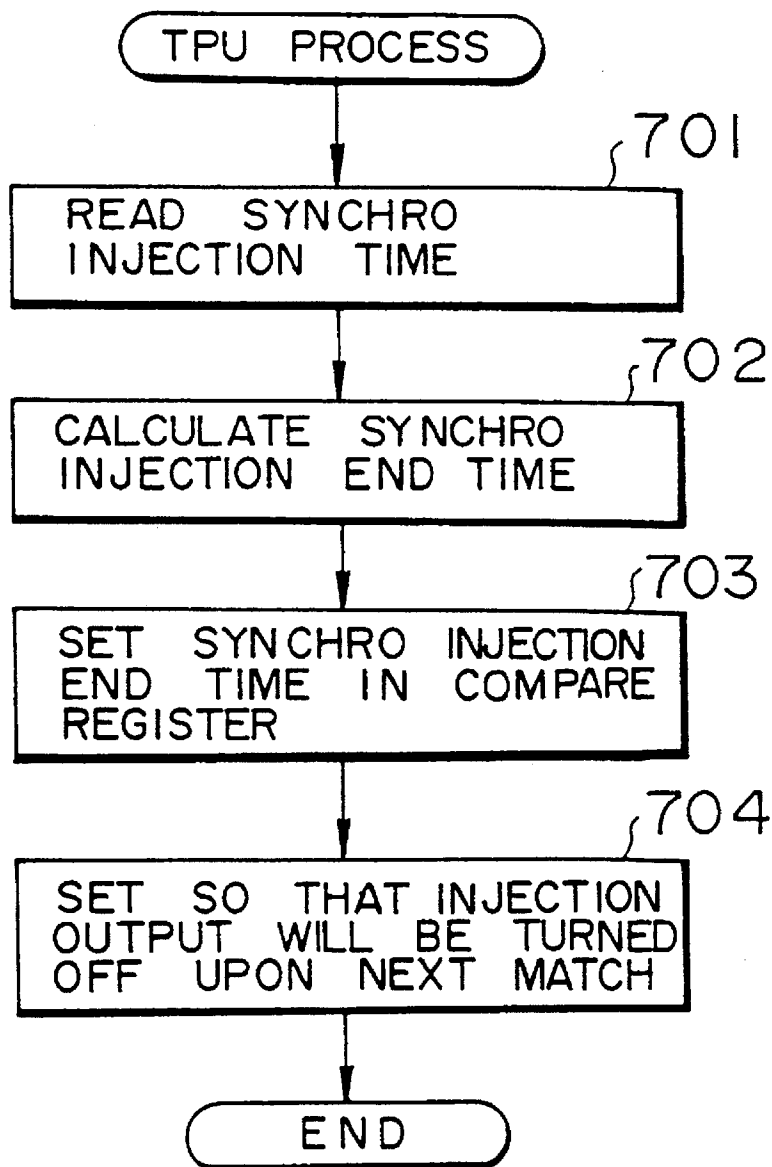 TPU PROCESS
701
READ SYNCHRO
INJECTION TIME
702
CALCULATE SYNCHRO
INJECTION END TIME
703
SET SYNCHRO INJECTION
END TIME IN COMPARE
REGISTER
704
SET SO THAT INJECTION
OUTPUT WILL BE TURNED
OFF UPON NEXT MATCH
END